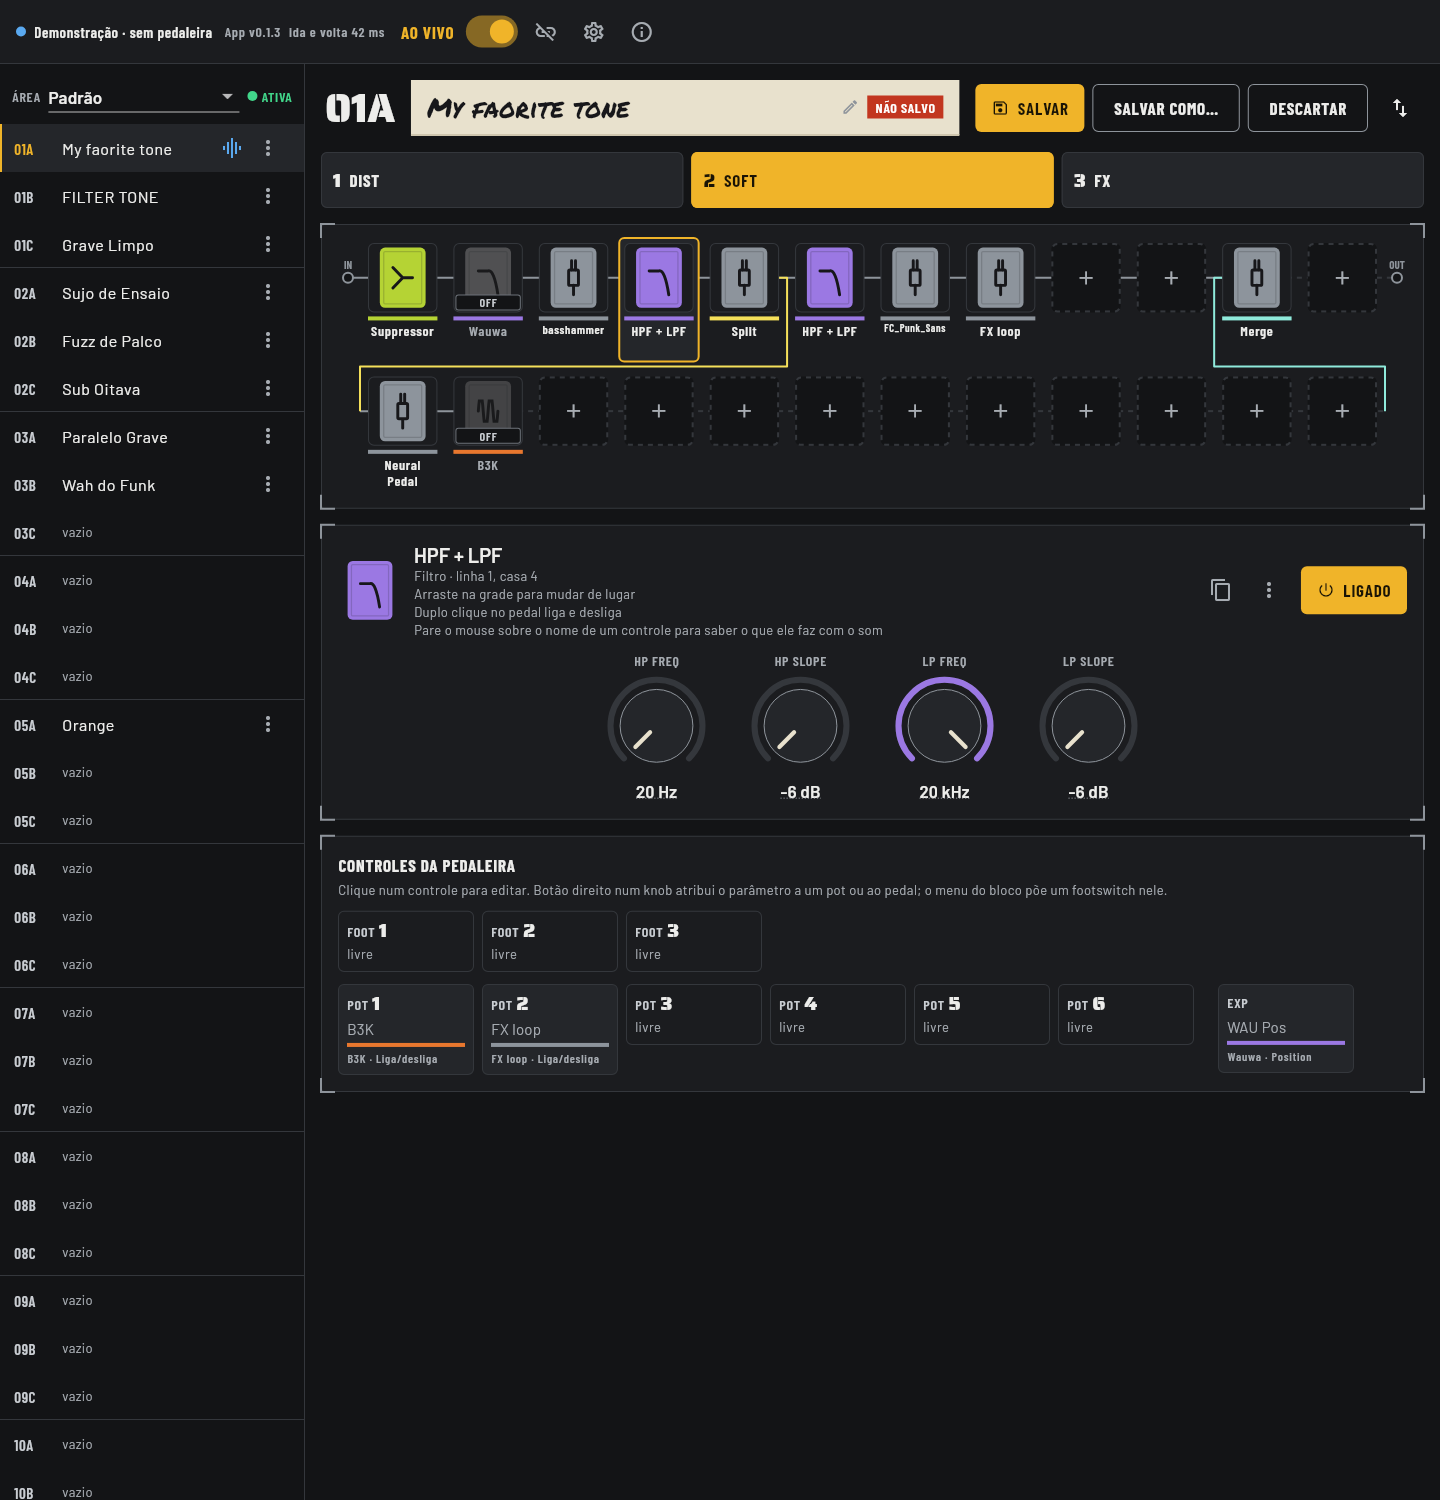 Demonstração · sem pedaleira App v0.1.3 Ida e volta 42 ms AO VIVO
ÁREA Padrão ATIVA
01A My faorite tone
01B FILTER TONE
01C Grave Limpo
02A Sujo de Ensaio
02B Fuzz de Palco
02C Sub Oitava
03A Paralelo Grave
03B Wah do Funk
03C vazio
04A vazio
04B vazio
04C vazio
05A Orange
05B vazio
05C vazio
06A vazio
06B vazio
06C vazio
07A vazio
07B vazio
07C vazio
08A vazio
08B vazio
08C vazio
09A vazio
09B vazio
09C vazio
10A vazio
10B vazio
01A My faorite tone NÃO SALVO SALVAR SALVAR COMO... DESCARTAR
1 DIST 2 SOFT 3 FX
IN OUT
OFF
Suppressor Wauwa basshammer HPF + LPF Split HPF + LPF FC_Punk_Sans FX loop Merge
OFF
Neural Pedal B3K
HPF + LPF
Filtro · linha 1, casa 4
Arraste na grade para mudar de lugar
Duplo clique no pedal liga e desliga
Pare o mouse sobre o nome de um controle para saber o que ele faz com o som
LIGADO
HP FREQ HP SLOPE LP FREQ LP SLOPE
20 Hz -6 dB 20 kHz -6 dB
CONTROLES DA PEDALEIRA
Clique num controle para editar. Botão direito num knob atribui o parâmetro a um pot ou ao pedal; o menu do bloco põe um footswitch nele.
FOOT 1 FOOT 2 FOOT 3
livre livre livre
POT 1 POT 2 POT 3 POT 4 POT 5 POT 6 EXP
B3K FX loop livre livre livre livre WAU Pos
B3K · Liga/desliga FX loop · Liga/desliga Wauwa · Position